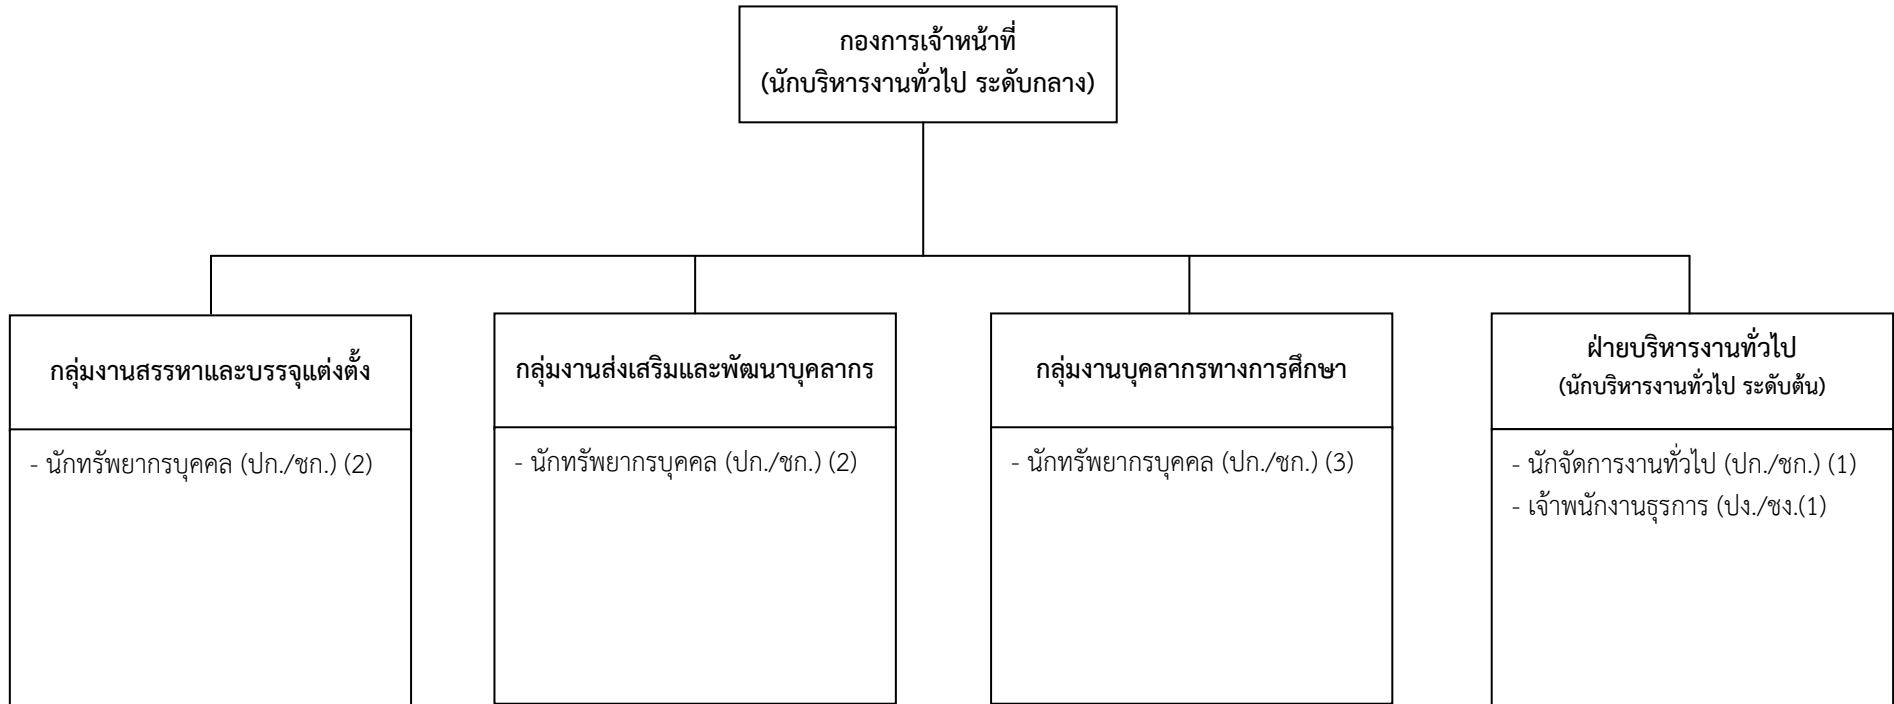 กองการเจ้าหน้าที่
(นักบริหารงานทั่วไป ระดับกลาง)
กลุ่มงานสรรหาและบรรจุแต่งตั้ง
- นักทรัพยากรบุคคล (ปก./ชก.) (2)
กลุ่มงานส่งเสริมและพัฒนาบุคลากร
- นักทรัพยากรบุคคล (ปก./ชก.) (2)
กลุ่มงานบุคลากรทางการศึกษา
- นักทรัพยากรบุคคล (ปก./ชก.) (3)
ฝ่ายบริหารงานทั่วไป
(นักบริหารงานทั่วไป ระดับต้น)
- นักจัดการงานทั่วไป (ปก./ชก.) (1)
- เจ้าพนักงานธุรการ (ปง./ชง.(1)